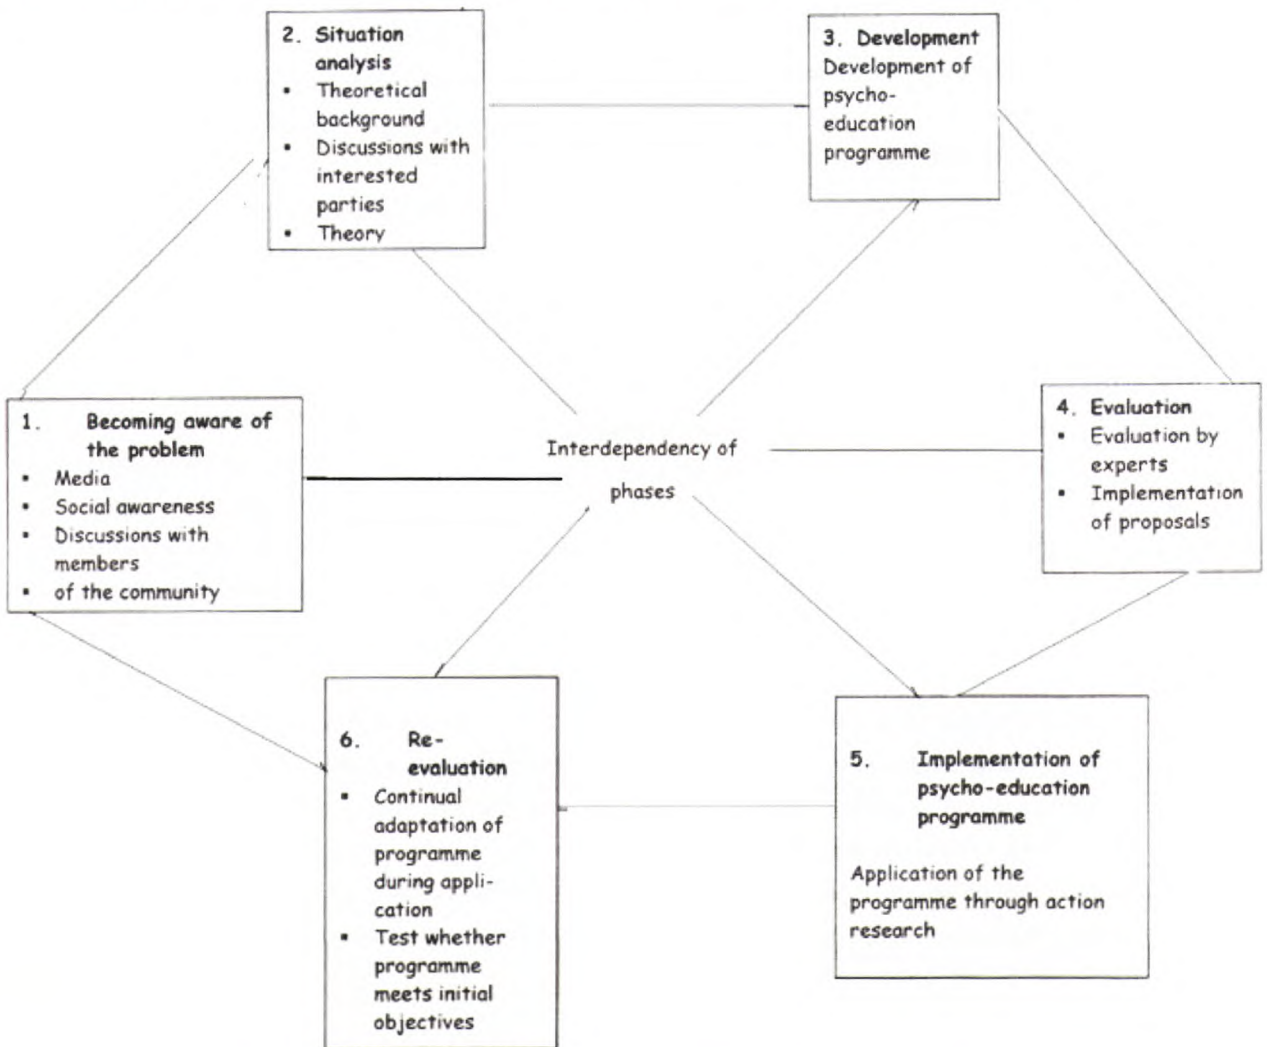 1. Becoming aware of
the problem
▪ Media
▪ Social awareness
▪ Discussions with
members
▪ of the community
2. Situation
analysis
▪ Theoretical
background
▪ Discussions with
interested
parties
▪ Theory
3. Development
Development of
psycho-
education
programme
4. Evaluation
▪ Evaluation by
experts
▪ Implementation
of proposals
5. Implementation of
psycho-education
programme
Application of the
programme through action
research
6. Re-
evaluation
▪ Continual
adaptation of
programme
during appli-
cation
▪ Test whether
programme
meets initial
objectives
Interdependency of
phases